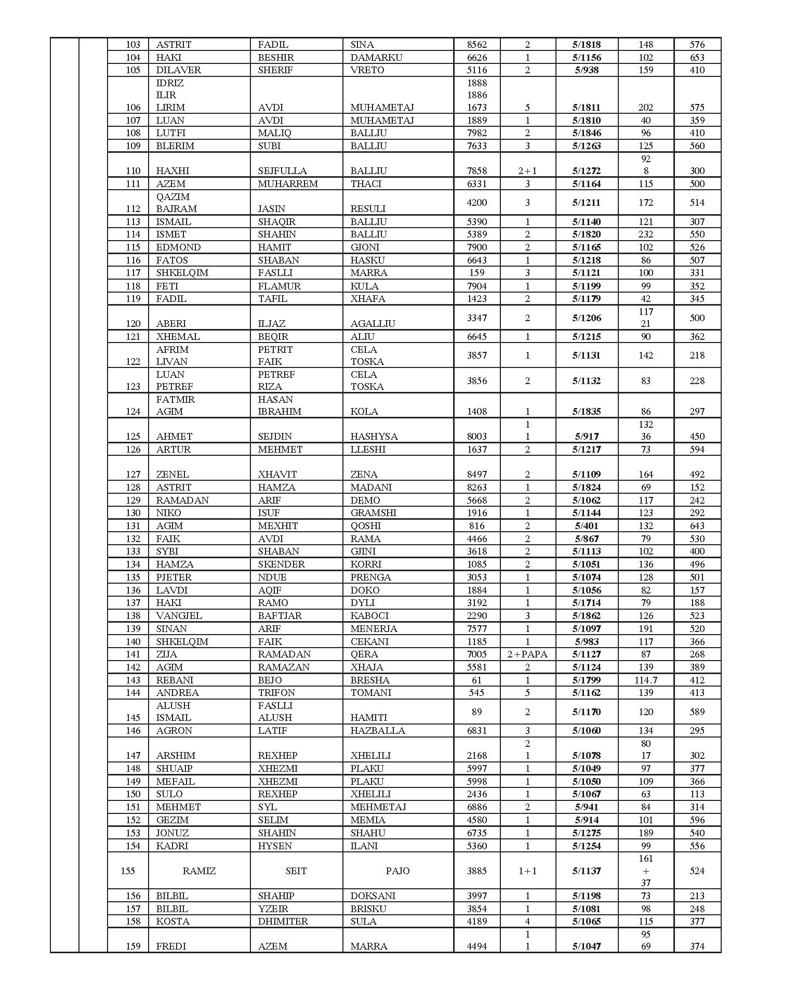 103 ASTRIT FADIL SINA 8562 2 5/1818 148 576
104 HAKI BESHIR DAMARKU 6626 1 5/1156 102 653
105 DILAVER SHERIF VRETO 5116 2 5/938 159 410
IDRIZ 1888
ILIR 1886
106 LIRIM AVDI MUHAMETAJ 1673 5 5/1811 202 575
107 LUAN AVDI MUHAMETAJ 1889 1 5/1810 40 359
108 LUTFI MALIQ BALLIU 7982 2 5/1846 96 410
109 BLERIM SUBI BALLIU 7633 3 5/1263 125 560
92
110 HAXHI SEJFULLA BALLIU 7858 2+1 5/1272 8 300
111 AZEM MUHARREM THACI 6331 3 5/1164 115 500
QAZIM
112 BAJRAM JASIN RESULI 4200 3 5/1211 172 514
113 ISMAIL SHAQIR BALLIU 5390 1 5/1140 121 307
114 ISMET SHAHIN BALLIU 5389 2 5/1820 232 550
115 EDMOND HAMIT GJONI 7900 2 5/1165 102 526
116 FATOS SHABAN HASKU 6643 1 5/1218 86 507
117 SHKELQIM FASLLI MARRA 159 3 5/1121 100 331
118 FETI FLAMUR KULA 7904 1 5/1199 99 352
119 FADIL TAFIL XHAFA 1423 2 5/1179 42 345
117
120 ABERI ILJAZ AGALLIU 3347 2 5/1206 21 500
121 XHEMAL BEQIR ALIU 6645 1 5/1215 90 362
AFRIM PETRIT CELA
122 LIVAN FAIK TOSKA 3857 1 5/1131 142 218
LUAN PETREF CELA
123 PETREF RIZA TOSKA 3856 2 5/1132 83 228
FATMIR HASAN
124 AGIM IBRAHIM KOLA 1408 1 5/1835 86 297
1 132
125 AHMET SEJDIN HASHYSA 8003 1 5/917 36 450
126 ARTUR MEHMET LLESHI 1637 2 5/1217 73 594
127 ZENEL XHAVIT ZENA 8497 2 5/1109 164 492
128 ASTRIT HAMZA MADANI 8263 1 5/1824 69 152
129 RAMADAN ARIF DEMO 5668 2 5/1062 117 242
130 NIKO ISUF GRAMSHI 1916 1 5/1144 123 292
131 AGIM MEXHIT QOSHI 816 2 5/401 132 643
132 FAIK AVDI RAMA 4466 2 5/867 79 530
133 SYBI SHABAN GJINI 3618 2 5/1113 102 400
134 HAMZA SKENDER KORRI 1085 2 5/1051 136 496
135 PJETER NDUE PRENGA 3053 1 5/1074 128 501
136 LAVDI AQIF DOKO 1884 1 5/1056 82 157
137 HAKI RAMO DYLI 3192 1 5/1714 79 188
138 VANGJEL BAFTJAR KABOCI 2290 3 5/1862 126 523
139 SINAN ARIF MENERJA 7577 1 5/1097 191 520
140 SHKELQIM FAIK CEKANI 1185 1 5/983 117 366
141 ZIJA RAMADAN QERA 7005 2+PAPA 5/1127 87 268
142 AGIM RAMAZAN XHAJA 5581 2 5/1124 139 389
143 REBANI BEJO BRESHA 61 1 5/1799 114.7 412
144 ANDREA TRIFON TOMANI 545 5 5/1162 139 413
ALUSH FASLLI
145 ISMAIL ALUSH HAMITI 89 2 5/1170 120 589
146 AGRON LATIF HAZBALLA 6831 3 5/1060 134 295
2 80
147 ARSHIM REXHEP XHELILI 2168 1 5/1078 17 302
148 SHUAIP XHEZMI PLAKU 5997 1 5/1049 97 377
149 MEFAIL XHEZMI PLAKU 5998 1 5/1050 109 366
150 SULO REXHEP XHELILI 2436 1 5/1067 63 113
151 MEHMET SYL MEHMETAJ 6886 2 5/941 84 314
152 GEZIM SELIM MEMIA 4580 1 5/914 101 596
153 JONUZ SHAHIN SHAHU 6735 1 5/1275 189 540
154 KADRI HYSEN ILANI 5360 1 5/1254 99 556
161
155 RAMIZ SEIT PAJO 3885 1+1 5/1137 + 524
37
156 BILBIL SHAHIP DOKSANI 3997 1 5/1198 73 213
157 BILBIL YZEIR BRISKU 3854 1 5/1081 98 248
158 KOSTA DHIMITER SULA 4189 4 5/1065 115 377
1 95
159 FREDI AZEM MARRA 4494 1 5/1047 69 374